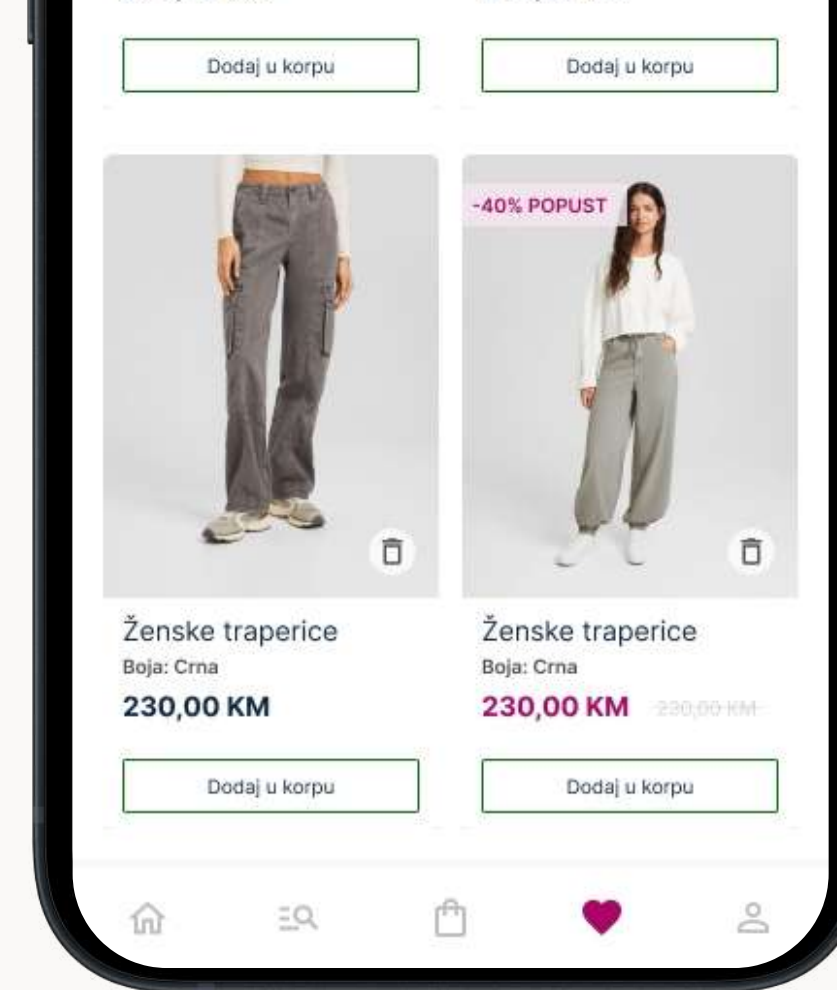 Dodaj u korpu
Dodaj u korpu
-40% POPUST
Ženske traperice
Boja: Crna
230,00 KM
Dodaj u korpu
Ženske traperice
Boja: Crna
230,00 KM 230,00 KM
Dodaj u korpu